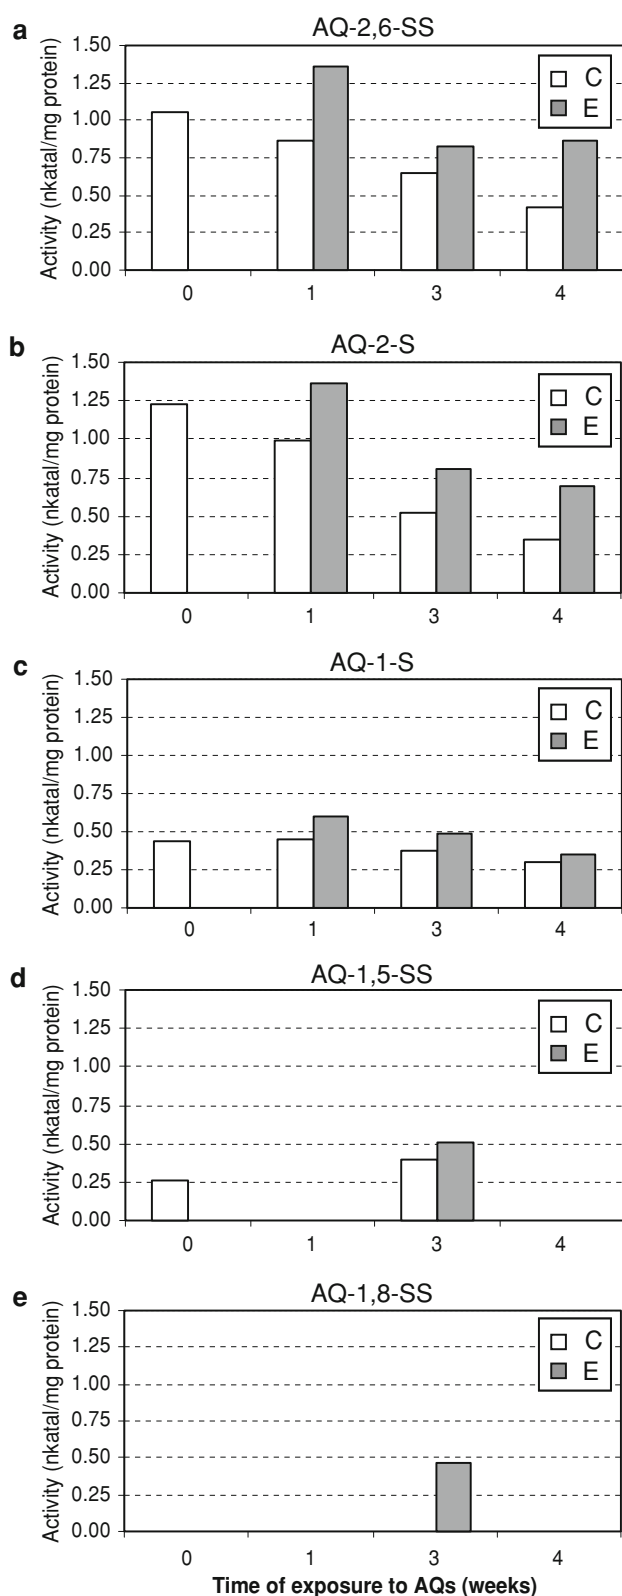 a AQ-2,6-SS
Activity (nkatal/mg protein)
1.50
1.25
1.00
0.75
0.50
0.25
0.00
C
E
0 1 3 4
b AQ-2-S
Activity (nkatal/mg protein)
1.50
1.25
1.00
0.75
0.50
0.25
0.00
C
E
0 1 3 4
c AQ-1-S
Activity (nkatal/mg protein)
1.50
1.25
1.00
0.75
0.50
0.25
0.00
C
E
0 1 3 4
d AQ-1,5-SS
Activity (nkatal/mg protein)
1.50
1.25
1.00
0.75
0.50
0.25
0.00
C
E
0 1 3 4
e AQ-1,8-SS
Activity (nkatal/mg protein)
1.50
1.25
1.00
0.75
0.50
0.25
0.00
C
E
0 1 3 4
Time of exposure to AQs (weeks)